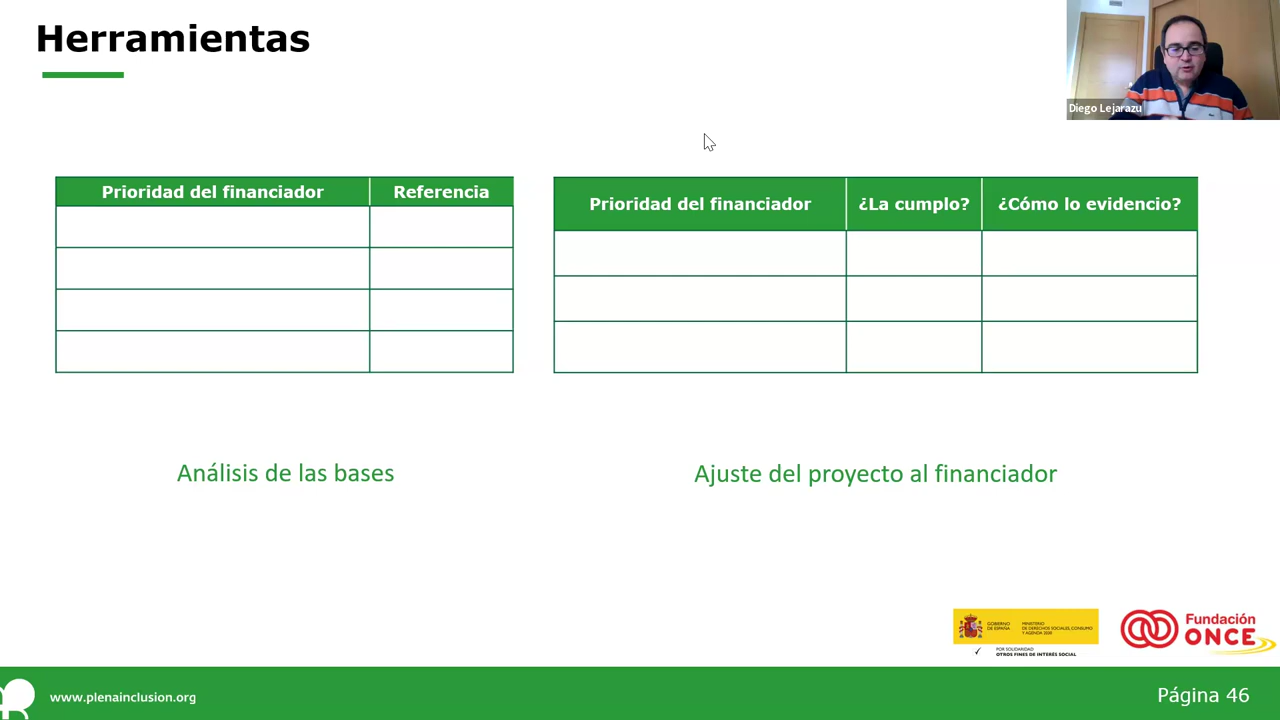 Herramientas
Diego Lejarazu
Prioridad del financiador Referencia
Prioridad del financiador ¿La cumplo? ¿Cómo lo evidencio?
Análisis de las bases
Ajuste del proyecto al financiador
GOBIERNO
DE ESPAÑA
MINISTERIO
DE DERECHOS SOCIALES, CONSUMO
Y AGENDA 2030
POR SOLIDARIDAD
OTROS FINES DE INTERÉS SOCIAL
Fundación
ONCE
www.plenainclusion.org
Página 46